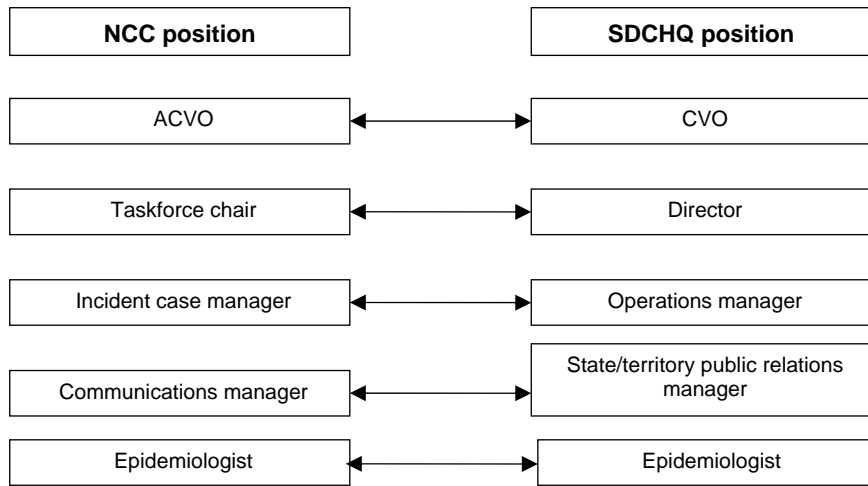 NCC position
SDCHQ position
ACVO
CVO
Taskforce chair
Director
Incident case manager
Operations manager
Communications manager
State/territory public relations
manager
Epidemiologist
Epidemiologist